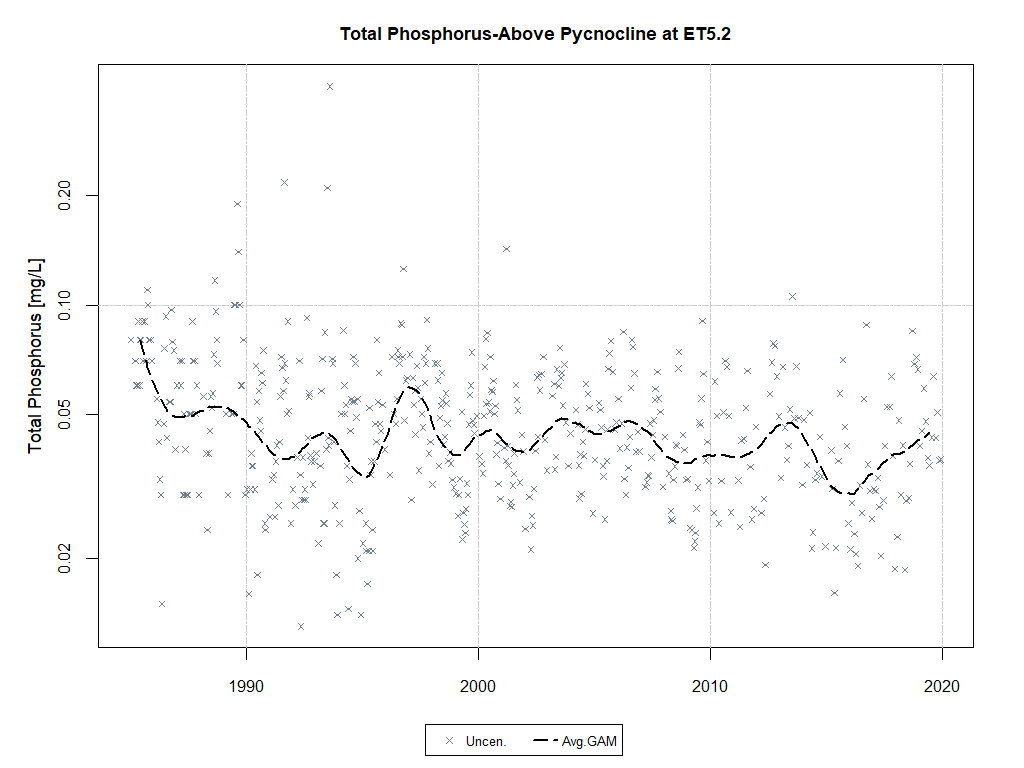 Total Phosphorus-Above Pycnocline at ET5.2
Total Phosphorus [mg/L]
0.20
0.10
0.05
0.02
1990 2000 2010 2020
Uncen. Avg.GAM